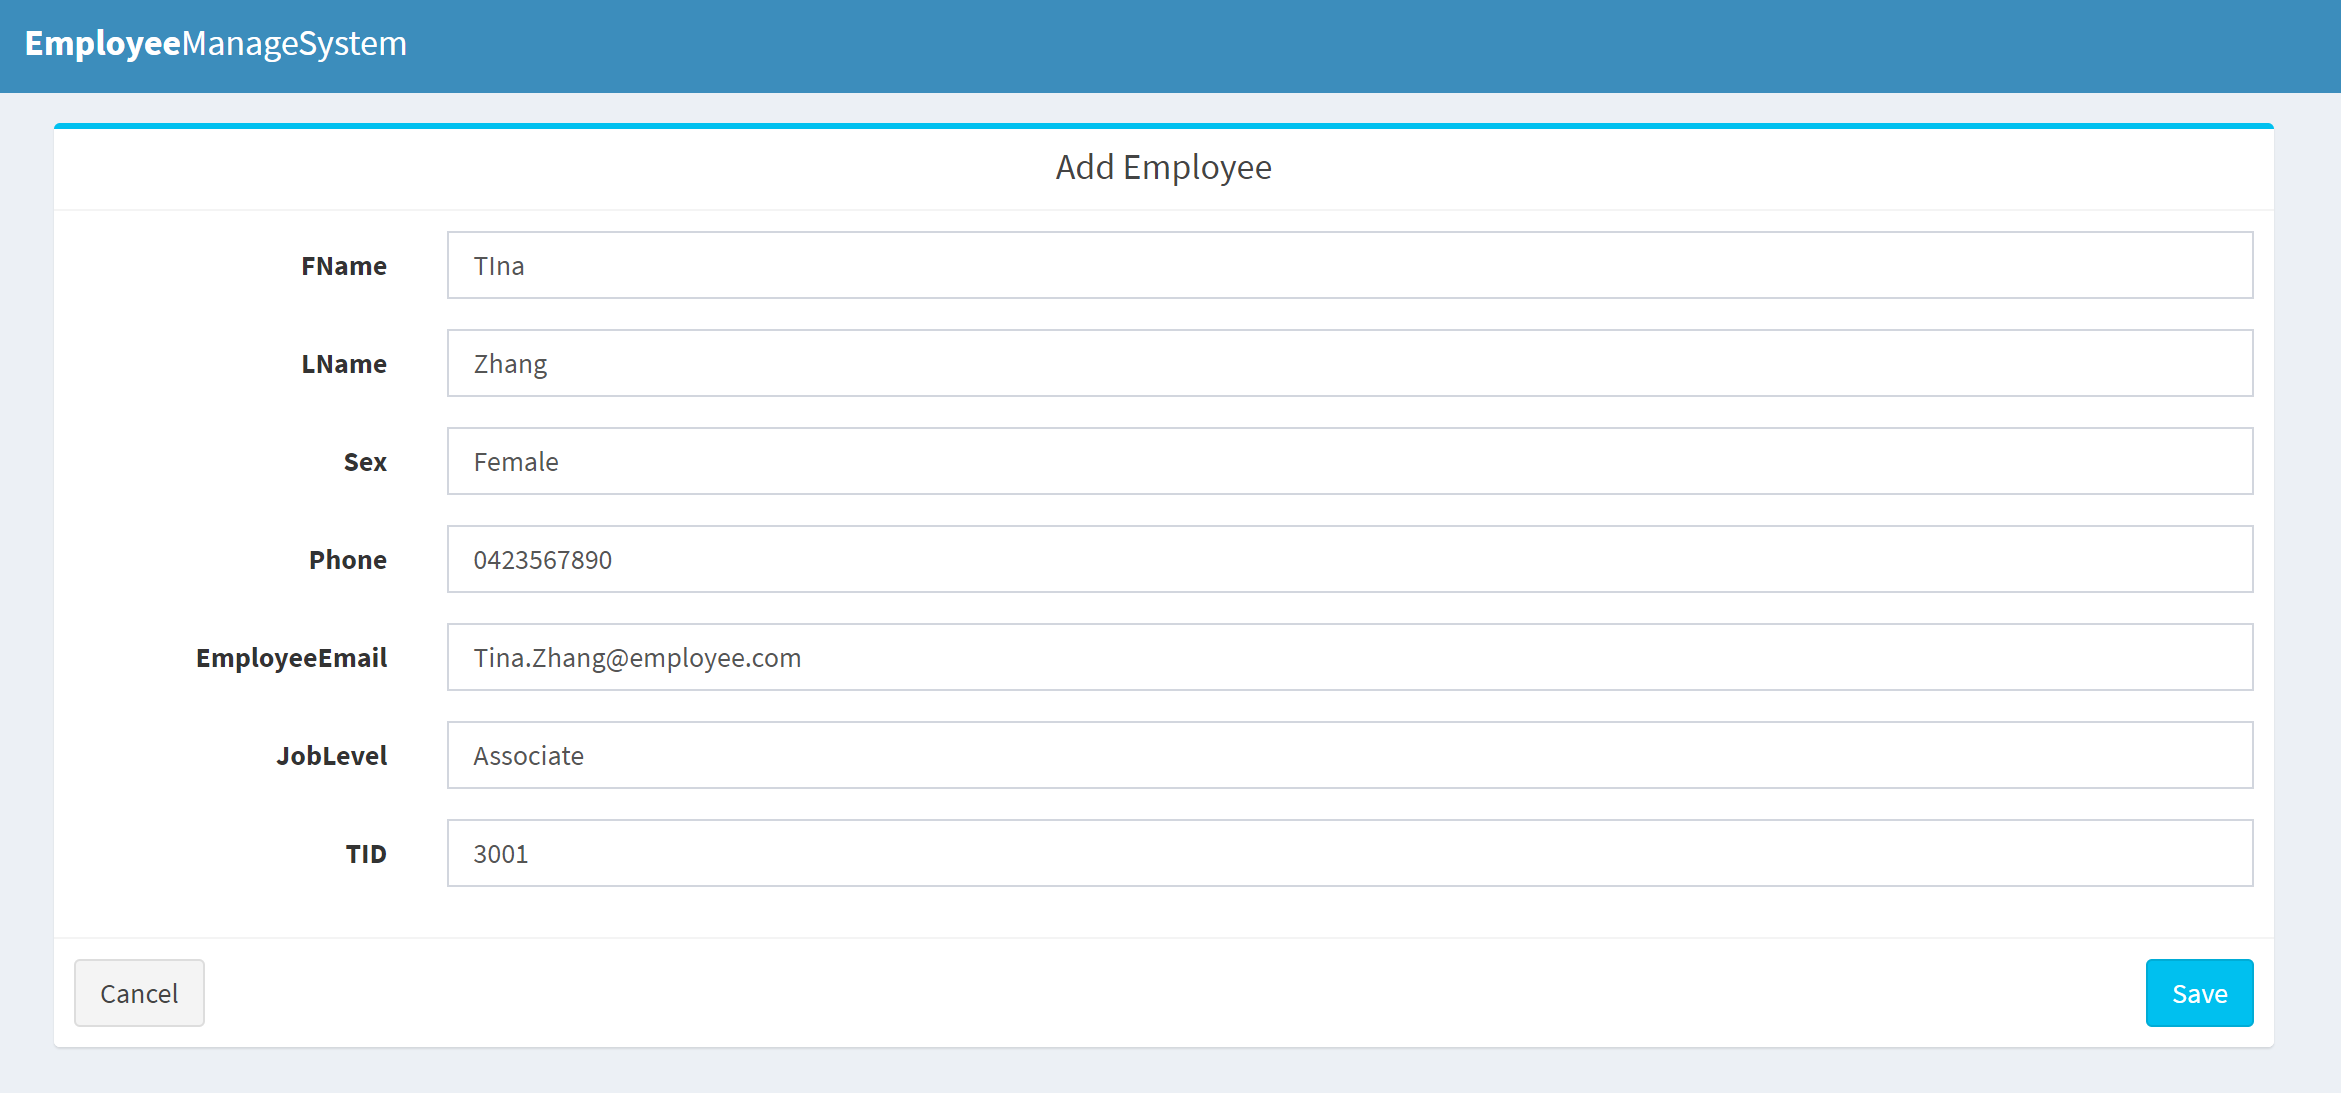 EmployeeManageSystem
Add Employee
FName TIna
LName Zhang
Sex Female
Phone 0423567890
EmployeeEmail Tina.Zhang@employee.com
JobLevel Associate
TID 3001
Cancel Save